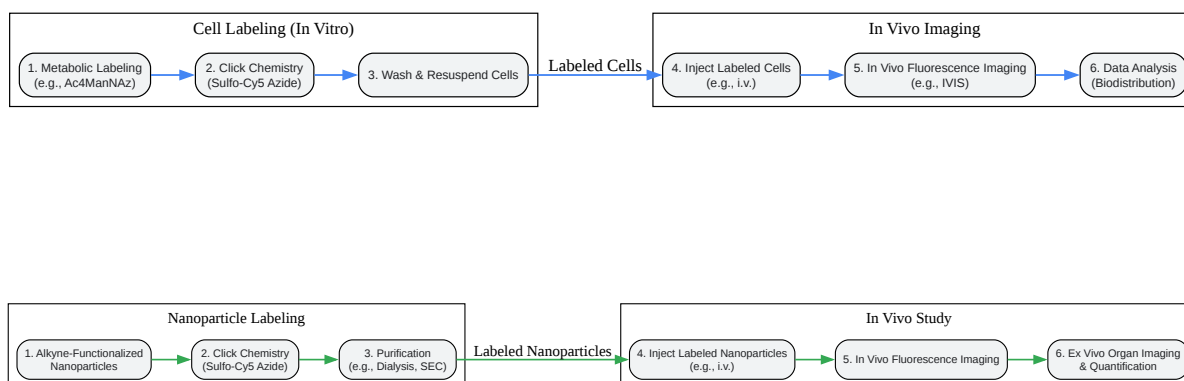 Cell Labeling (In Vitro)
1. Metabolic Labeling
(e.g., Ac4ManNAz)
2. Click Chemistry
(Sulfo-Cy5 Azide)
3. Wash & Resuspend Cells
Labeled Cells
In Vivo Imaging
4. Inject Labeled Cells
(e.g., i.v.)
5. In Vivo Fluorescence Imaging
(e.g., IVIS)
6. Data Analysis
(Biodistribution)
Nanoparticle Labeling
1. Alkyne-Functionalized
Nanoparticles
2. Click Chemistry
(Sulfo-Cy5 Azide)
3. Purification
(e.g., Dialysis, SEC)
Labeled Nanoparticles
In Vivo Study
4. Inject Labeled Nanoparticles
(e.g., i.v.)
5. In Vivo Fluorescence Imaging
6. Ex Vivo Organ Imaging
& Quantification